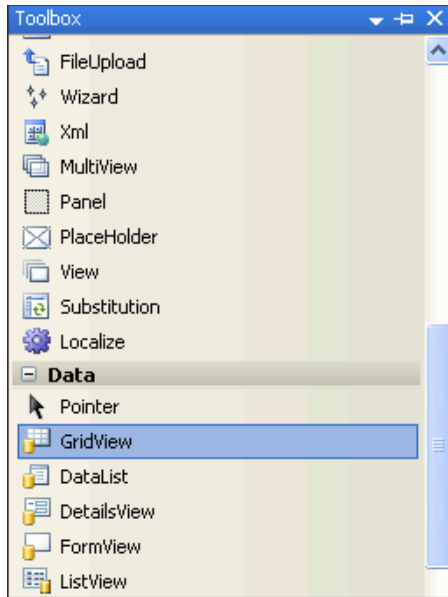 Toolbox
FileUpload
Wizard
Xml
MultiView
Panel
PlaceHolder
View
Substitution
Localize
Data
Pointer
GridView
DataList
DetailsView
FormView
ListView